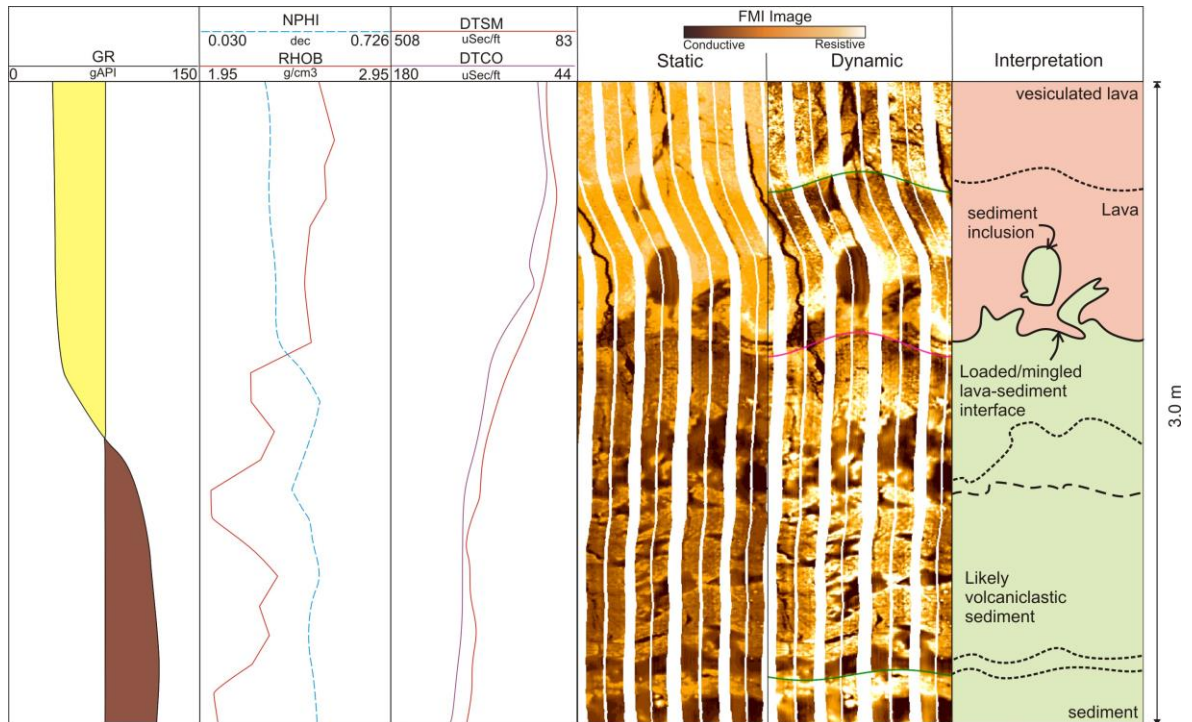 GR
0 gAPI 150
NPHI
0.030 dec 0.726
RHOB
1.95 g/cm3 2.95
DTSM
508 uSec/ft 83
DTCO
180 uSec/ft 44
FMI Image
Conductive Resistive
Static Dynamic
Interpretation
vesiculated lava
Lava
sediment
inclusion
Loaded/mingled
lava-sediment
interface
Likely
volcaniclastic
sediment
sediment
3.0 m